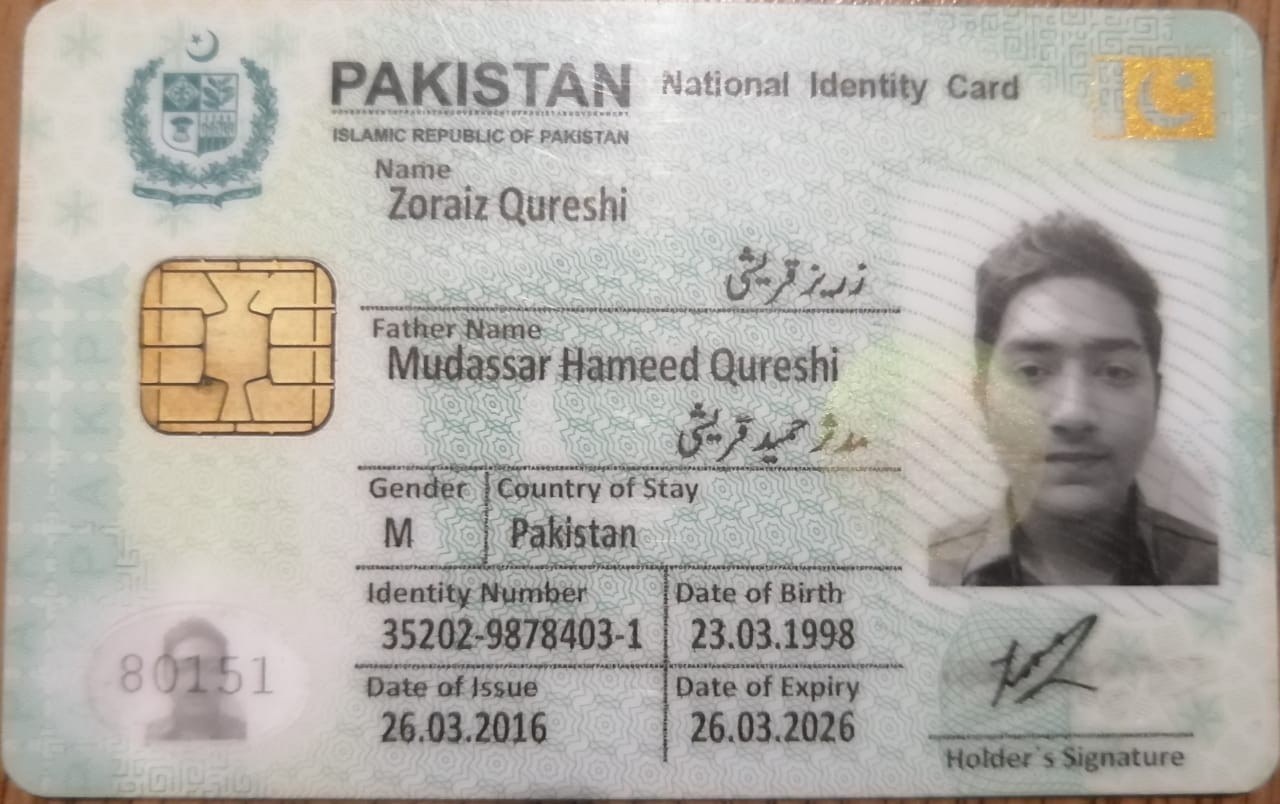 PAKISTAN National Identity Card
ISLAMIC REPUBLIC OF PAKISTAN
Name
Zoraiz Qureshi
زریز قریشی
Father Name
Mudassar Hameed Qureshi
مدثر حمید قریشی
Gender Country of Stay
M Pakistan
Identity Number Date of Birth
35202-9878403-1 23.03.1998
80151
Date of Issue Date of Expiry
26.03.2016 26.03.2026
Holder`s Signature